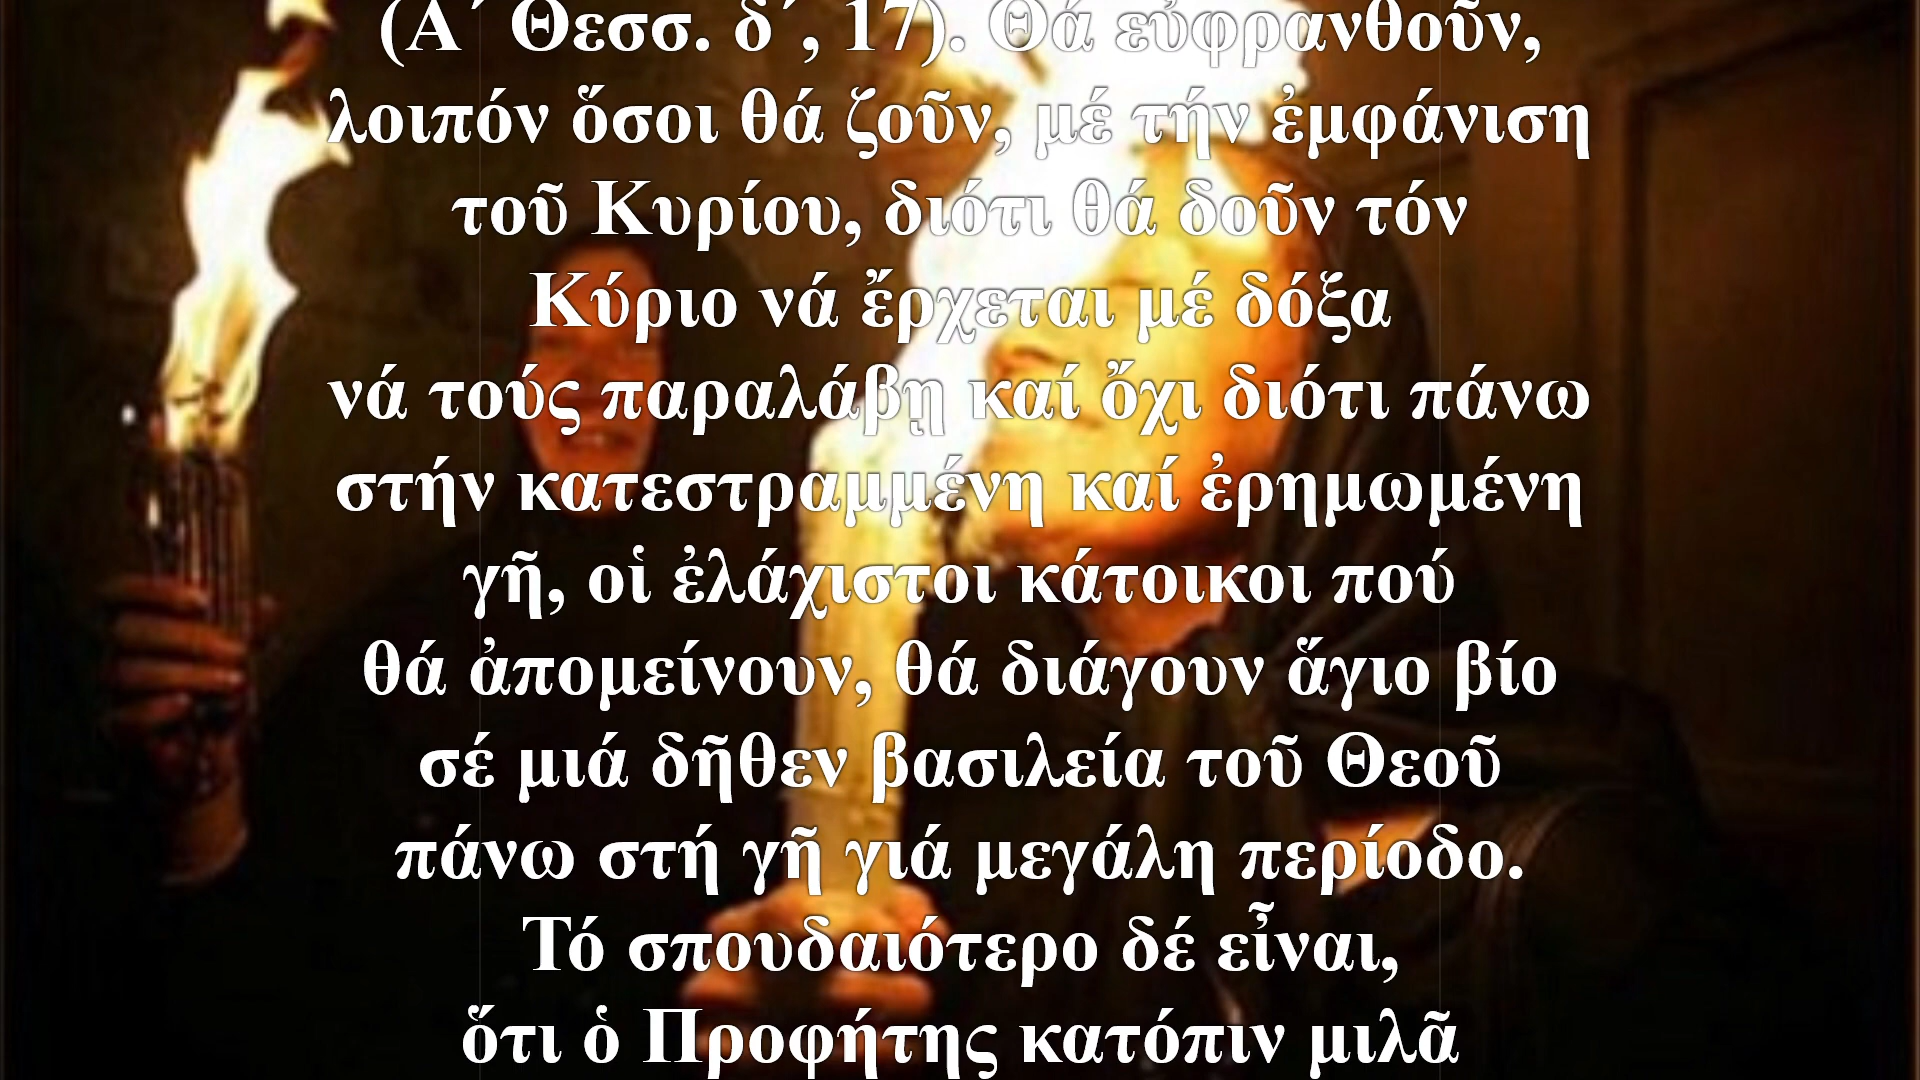 (Α΄ Θεσσ. δ΄, 17). Θά εὐφρανθοῦν,
λοιπόν ὅσοι θά ζοῦν, μέ τήν ἐμφάνιση
τοῦ Κυρίου, διότι θά δοῦν τόν
Κύριο νά ἔρχεται μέ δόξα
νά τούς παραλάβῃ καί ὄχι διότι πάνω
στήν κατεστραμμένη καί ἐρημωμένη
γῆ, οἱ ἐλάχιστοι κάτοικοι πού
θά ἀπομείνουν, θά διάγουν ἅγιο βίο
σέ μιά δῆθεν βασιλεία τοῦ Θεοῦ
πάνω στή γῆ γιά μεγάλη περίοδο.
Τό σπουδαιότερο δέ εἶναι,
ὅτι ὁ Προφήτης κατόπιν μιλᾶ